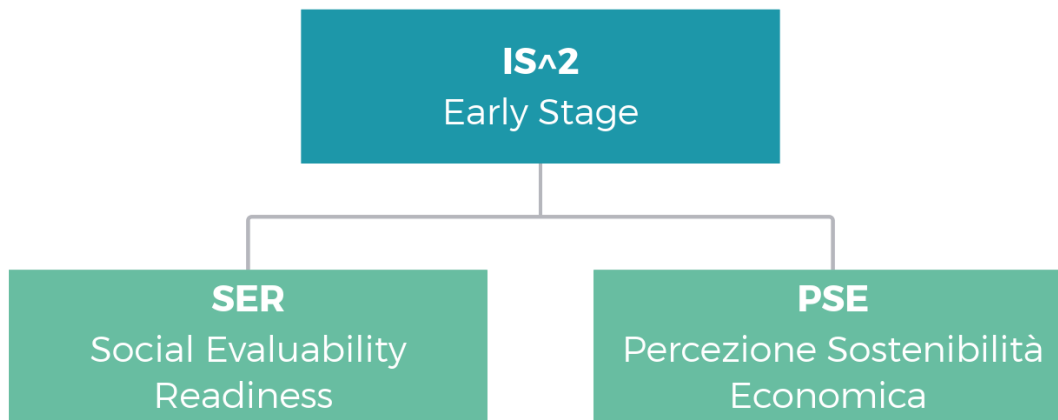 IS^2
Early Stage
SER
Social Evaluability
Readiness
PSE
Percezione Sostenibilità
Economica